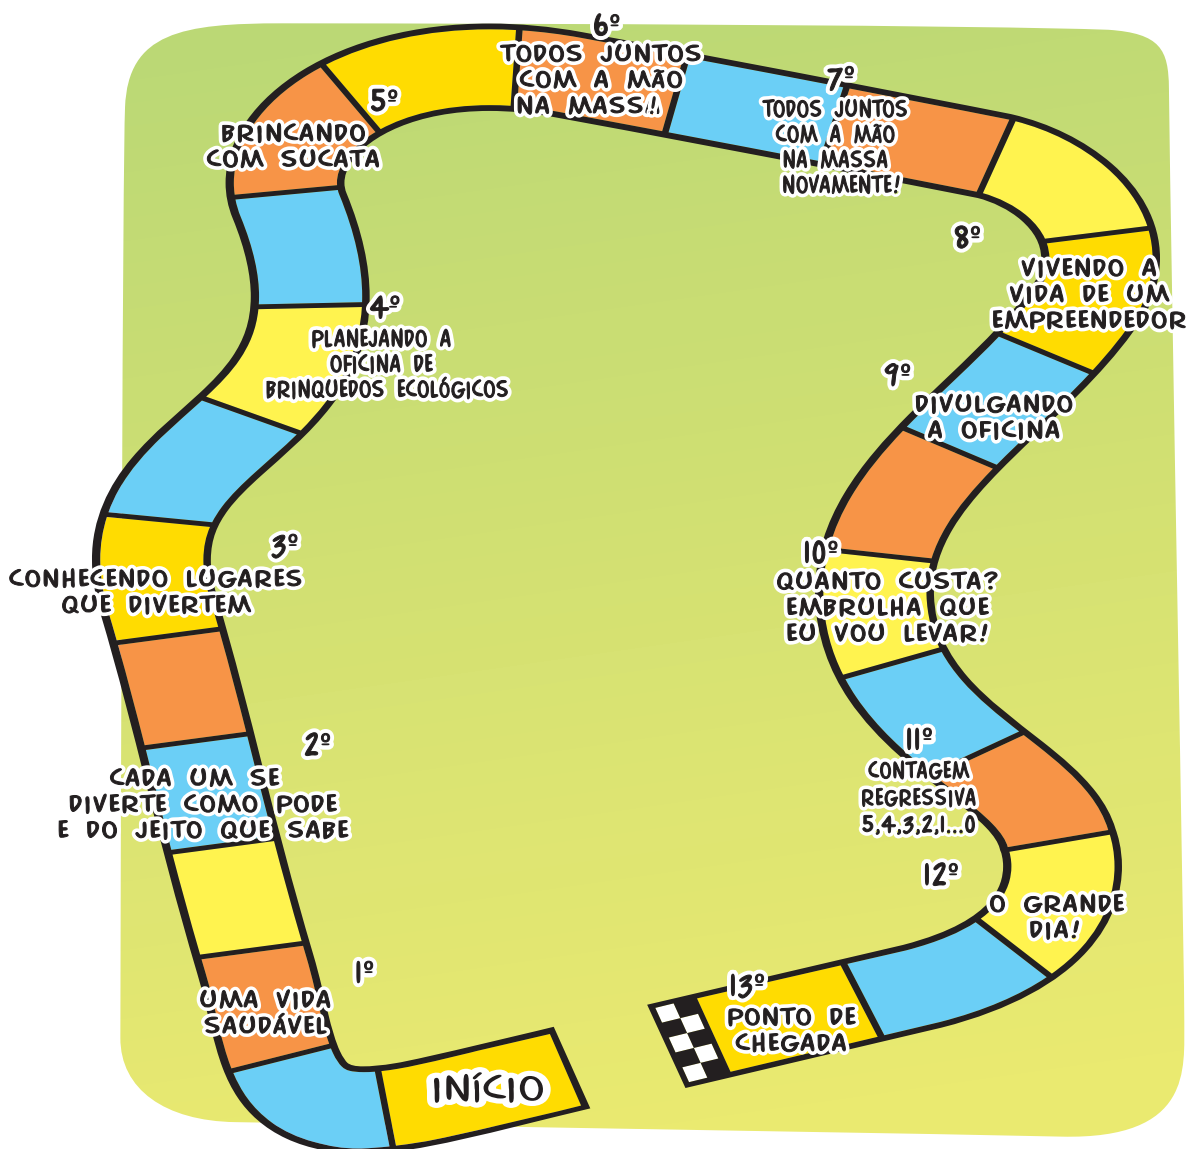 6º
TODOS JUNTOS
COM A MÃO
NA MASSA!
7º
TODOS JUNTOS
COM A MÃO
NA MASSA
NOVAMENTE!
5º
BRINCANDO
COM SUCATA
8º
VIVENDO A
VIDA DE UM
EMPREENDEDOR
4º
PLANEJANDO A
OFICINA DE
BRINQUEDOS ECOLÓGICOS
9º
DIVULGANDO
A OFICINA
3º
CONHECENDO LUGARES
QUE DIVERTEM
10º
QUANTO CUSTA?
EMBRULHA QUE
EU VOU LEVAR!
2º
CADA UM SE
DIVERTE COMO PODE
E DO JEITO QUE SABE
11º
CONTAGEM
REGRESSIVA
5,4,3,2,1...0
12º
O GRANDE
DIA!
1º
UMA VIDA
SAUDÁVEL
13º
PONTO DE
CHEGADA
INÍCIO